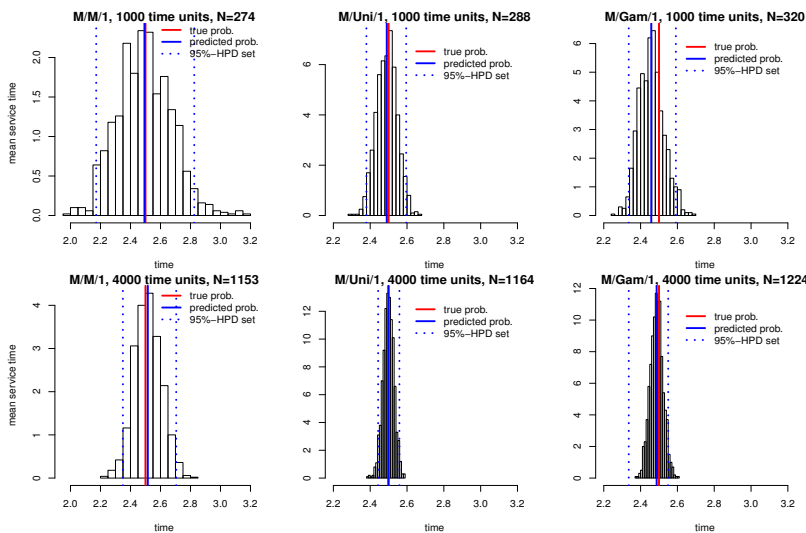 M/M/1, 1000 time units, N=274
true prob.
predicted prob.
95%−HPD set
mean service time
0.0
0.5
1.0
1.5
2.0
2.0 2.2 2.4 2.6 2.8 3.0 3.2
time
M/Uni/1, 1000 time units, N=288
true prob.
predicted prob.
95%−HPD set
0
2
4
6
2.2 2.4 2.6 2.8 3.0 3.2
time
M/Gam/1, 1000 time units, N=320
true prob.
predicted prob.
95%−HPD set
0
1
2
3
4
5
6
2.2 2.4 2.6 2.8 3.0 3.2
time
M/M/1, 4000 time units, N=1153
true prob.
predicted prob.
95%−HPD set
mean service time
0
1
2
3
4
2.0 2.2 2.4 2.6 2.8 3.0 3.2
time
M/Uni/1, 4000 time units, N=1164
true prob.
predicted prob.
95%−HPD set
0
2
4
6
8
10
12
2.2 2.4 2.6 2.8 3.0 3.2
time
M/Gam/1, 4000 time units, N=1224
true prob.
predicted prob.
95%−HPD set
0
2
4
6
8
10
12
2.2 2.4 2.6 2.8 3.0 3.2
time